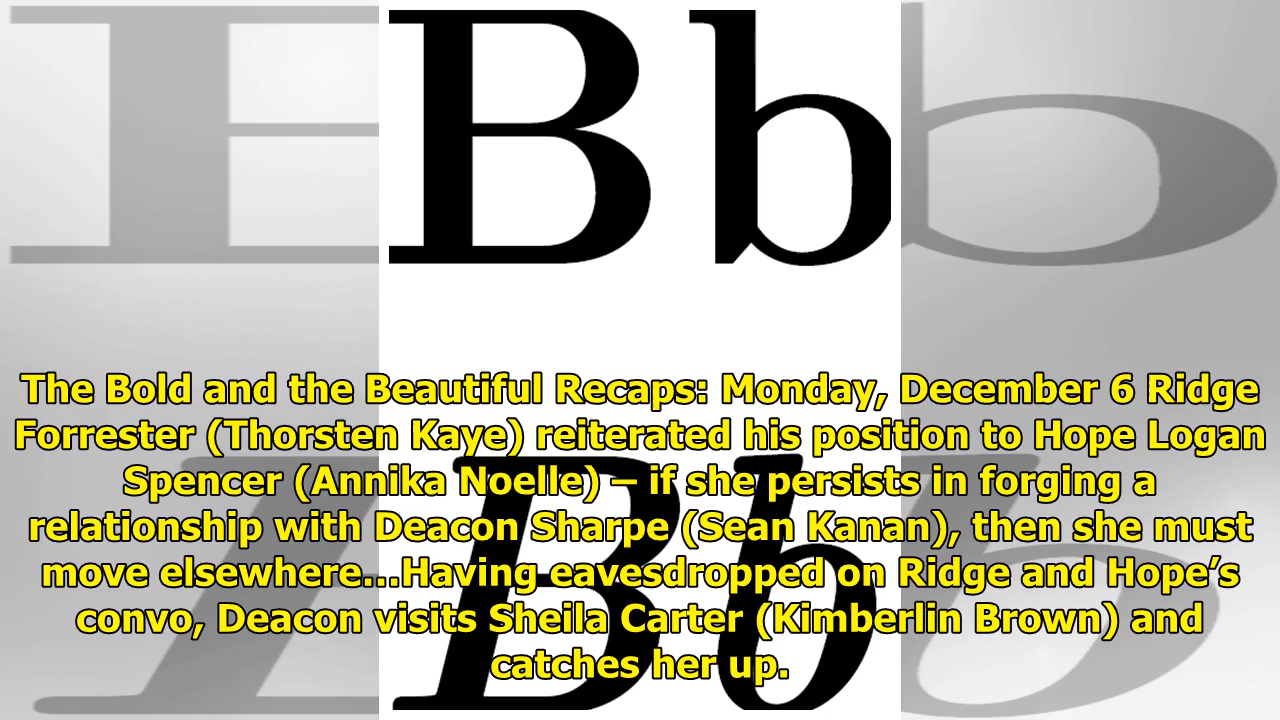 B b
The Bold and the Beautiful Recaps: Monday, December 6 Ridge
Forrester (Thorsten Kaye) reiterated his position to Hope Logan
Spencer (Annika Noelle) – if she persists in forging a
relationship with Deacon Sharpe (Sean Kanan), then she must
move elsewhere...Having eavesdropped on Ridge and Hope’s
convo, Deacon visits Sheila Carter (Kimberlin Brown) and
catches her up.
B b